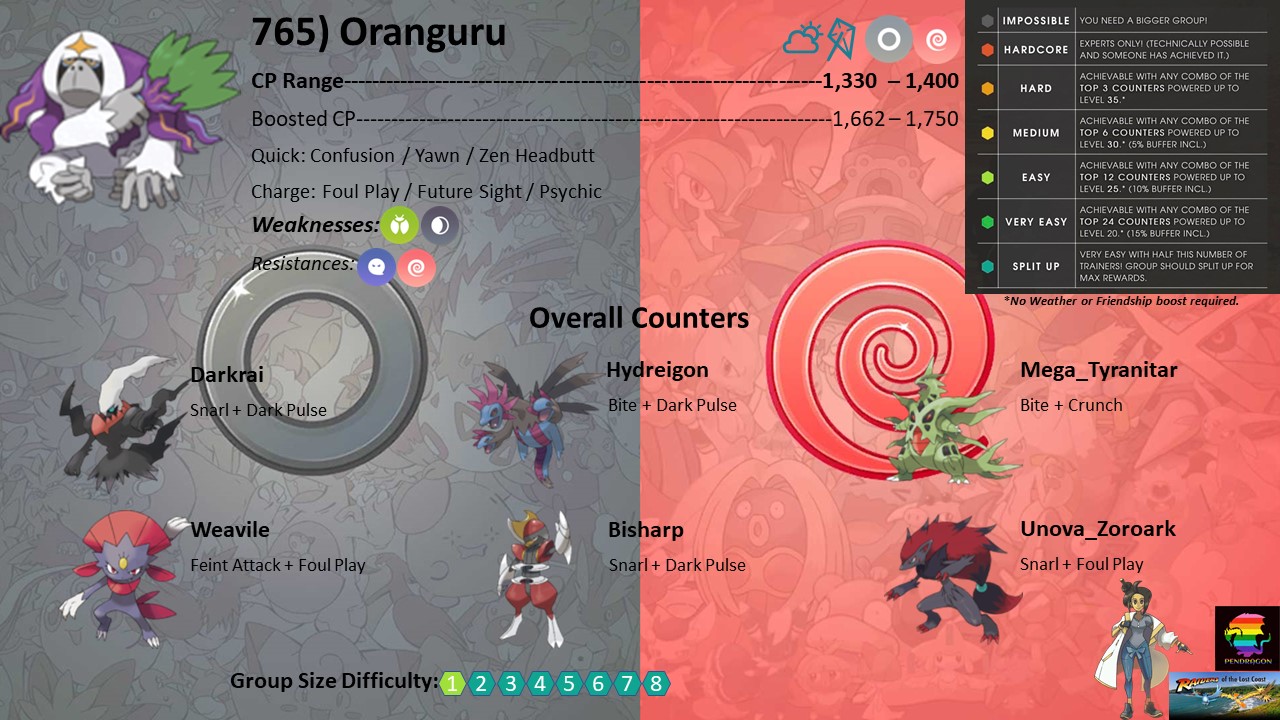 765) Oranguru
CP Range-----------------------------------------------------------------------------1,330 – 1,400
Boosted CP-----------------------------------------------------------------------------1,662 – 1,750
Quick: Confusion / Yawn / Zen Headbutt
Charge: Foul Play / Future Sight / Psychic
Weaknesses:
Resistances:
IMPOSSIBLE YOU NEED A BIGGER GROUP!
HARDCORE EXPERTS ONLY! (TECHNICALLY POSSIBLE
AND SOMEONE HAS ACHIEVED IT.)
HARD ACHIEVABLE WITH ANY COMBO OF THE
TOP 3 COUNTERS POWERED UP TO
LEVEL 35.*
MEDIUM ACHIEVABLE WITH ANY COMBO OF THE
TOP 6 COUNTERS POWERED UP TO
LEVEL 30.* (5% BUFFER INCL.)
EASY ACHIEVABLE WITH ANY COMBO OF THE
TOP 12 COUNTERS POWERED UP TO
LEVEL 25.* (10% BUFFER INCL.)
VERY EASY ACHIEVABLE WITH ANY COMBO OF THE
TOP 24 COUNTERS POWERED UP TO
LEVEL 20.* (15% BUFFER INCL.)
SPLIT UP VERY EASY WITH HALF THIS NUMBER OF
TRAINERS! GROUP SHOULD SPLIT UP FOR
MAX REWARDS.
*No Weather or Friendship boost required.
Overall Counters
Darkrai
Snarl + Dark Pulse
Hydreigon
Bite + Dark Pulse
Mega_Tyranitar
Bite + Crunch
Weavile
Feint Attack + Foul Play
Bisharp
Snarl + Dark Pulse
Unova_Zoroark
Snarl + Foul Play
Group Size Difficulty: 1 2 3 4 5 6 7 8
PENDRAGON
RAIDERS of the Lost Coast